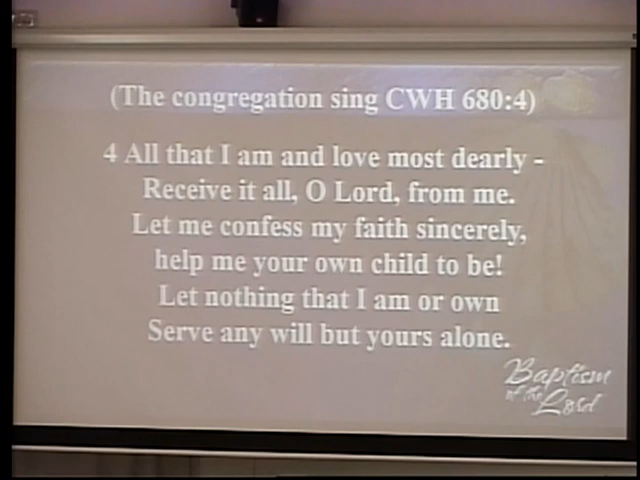 (The congregation sing CWH 680:4)
4 All that I am and love most dearly -
Receive it all, O Lord, from me.
Let me confess my faith sincerely,
help me your own child to be!
Let nothing that I am or own
Serve any will but yours alone.
Baptism
of the Lord